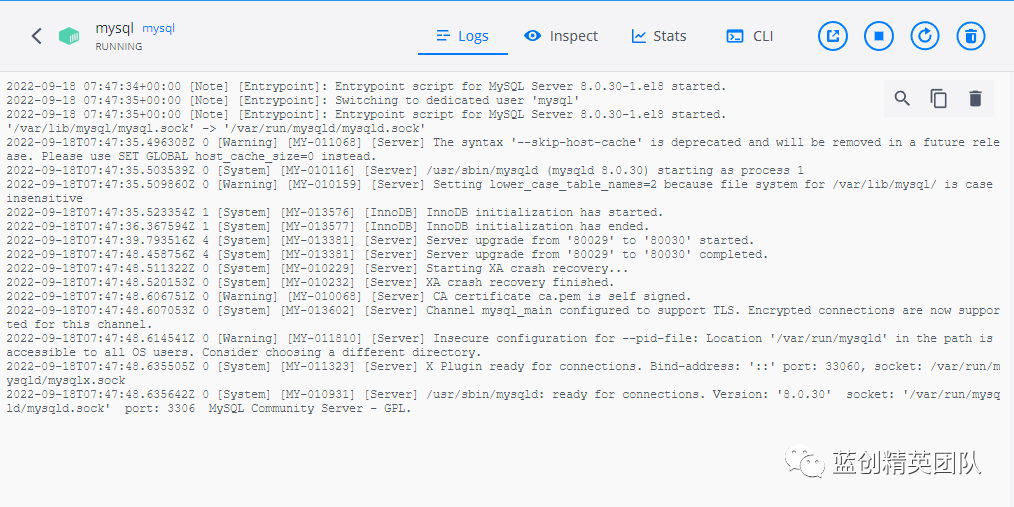 mysql mysql
RUNNING
Logs Inspect Stats CLI
2022-09-18 07:47:34+00:00 [Note] [Entrypoint]: Entrypoint script for MySQL Server 8.0.30-1.el8 started.
2022-09-18 07:47:35+00:00 [Note] [Entrypoint]: Switching to dedicated user 'mysql'
2022-09-18 07:47:35+00:00 [Note] [Entrypoint]: Entrypoint script for MySQL Server 8.0.30-1.el8 started.
'/var/lib/mysql/mysql.sock' -> '/var/run/mysqld/mysqld.sock'
2022-09-18T07:47:35.496308Z 0 [Warning] [MY-011068] [Server] The syntax '--skip-host-cache' is deprecated and will be removed in a future rele
ase. Please use SET GLOBAL host_cache_size=0 instead.
2022-09-18T07:47:35.503539Z 0 [System] [MY-010116] [Server] /usr/sbin/mysqld (mysqld 8.0.30) starting as process 1
2022-09-18T07:47:35.509860Z 0 [Warning] [MY-010159] [Server] Setting lower_case_table_names=2 because file system for /var/lib/mysql/ is case
insensitive
2022-09-18T07:47:35.523354Z 1 [System] [MY-013576] [InnoDB] InnoDB initialization has started.
2022-09-18T07:47:36.367594Z 1 [System] [MY-013577] [InnoDB] InnoDB initialization has ended.
2022-09-18T07:47:39.793516Z 4 [System] [MY-013381] [Server] Server upgrade from '80029' to '80030' started.
2022-09-18T07:47:48.458756Z 4 [System] [MY-013381] [Server] Server upgrade from '80029' to '80030' completed.
2022-09-18T07:47:48.511322Z 0 [System] [MY-010229] [Server] Starting XA crash recovery...
2022-09-18T07:47:48.520153Z 0 [System] [MY-010232] [Server] XA crash recovery finished.
2022-09-18T07:47:48.606751Z 0 [Warning] [MY-010068] [Server] CA certificate ca.pem is self signed.
2022-09-18T07:47:48.607053Z 0 [System] [MY-013602] [Server] Channel mysql_main configured to support TLS. Encrypted connections are now suppor
ted for this channel.
2022-09-18T07:47:48.614541Z 0 [Warning] [MY-011810] [Server] Insecure configuration for --pid-file: Location '/var/run/mysqld' in the path is
accessible to all OS users. Consider choosing a different directory.
2022-09-18T07:47:48.635505Z 0 [System] [MY-011323] [Server] X Plugin ready for connections. Bind-address: '::' port: 33060, socket: /var/run/m
ysqld/mysqlx.sock
2022-09-18T07:47:48.635642Z 0 [System] [MY-010931] [Server] /usr/sbin/mysqld: ready for connections. Version: '8.0.30'  socket: '/var/run/mysq
ld/mysqld.sock'  port: 3306  MySQL Community Server - GPL.
蓝创精英团队